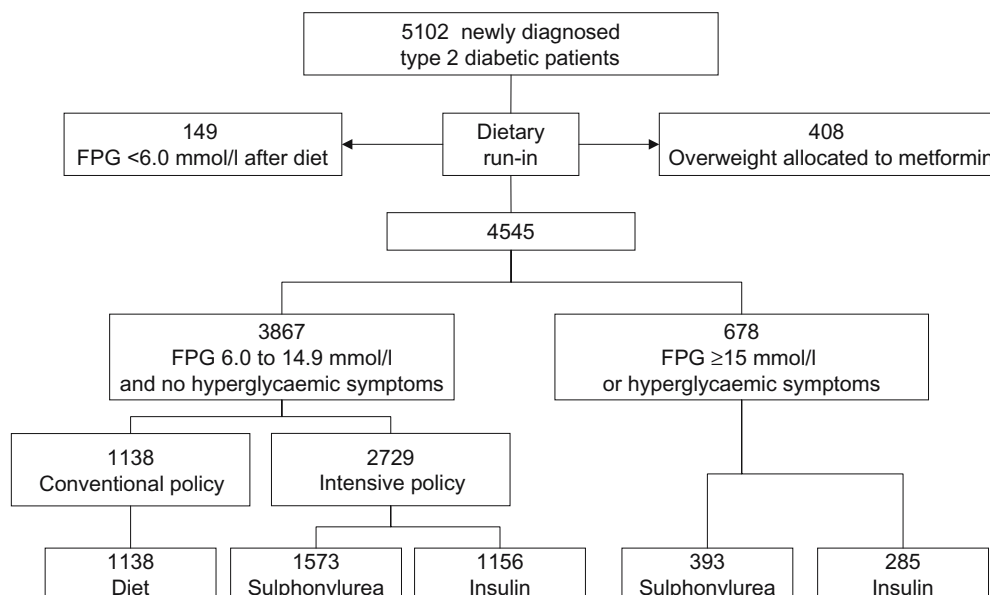 5102 newly diagnosed
type 2 diabetic patients
149
FPG <6.0 mmol/l after diet
Dietary
run-in
408
Overweight allocated to metformin
4545
3867
FPG 6.0 to 14.9 mmol/l
and no hyperglycaemic symptoms
678
FPG ≥15 mmol/l
or hyperglycaemic symptoms
1138
Conventional policy
2729
Intensive policy
1138
Diet
1573
Sulphonylurea
1156
Insulin
393
Sulphonylurea
285
Insulin